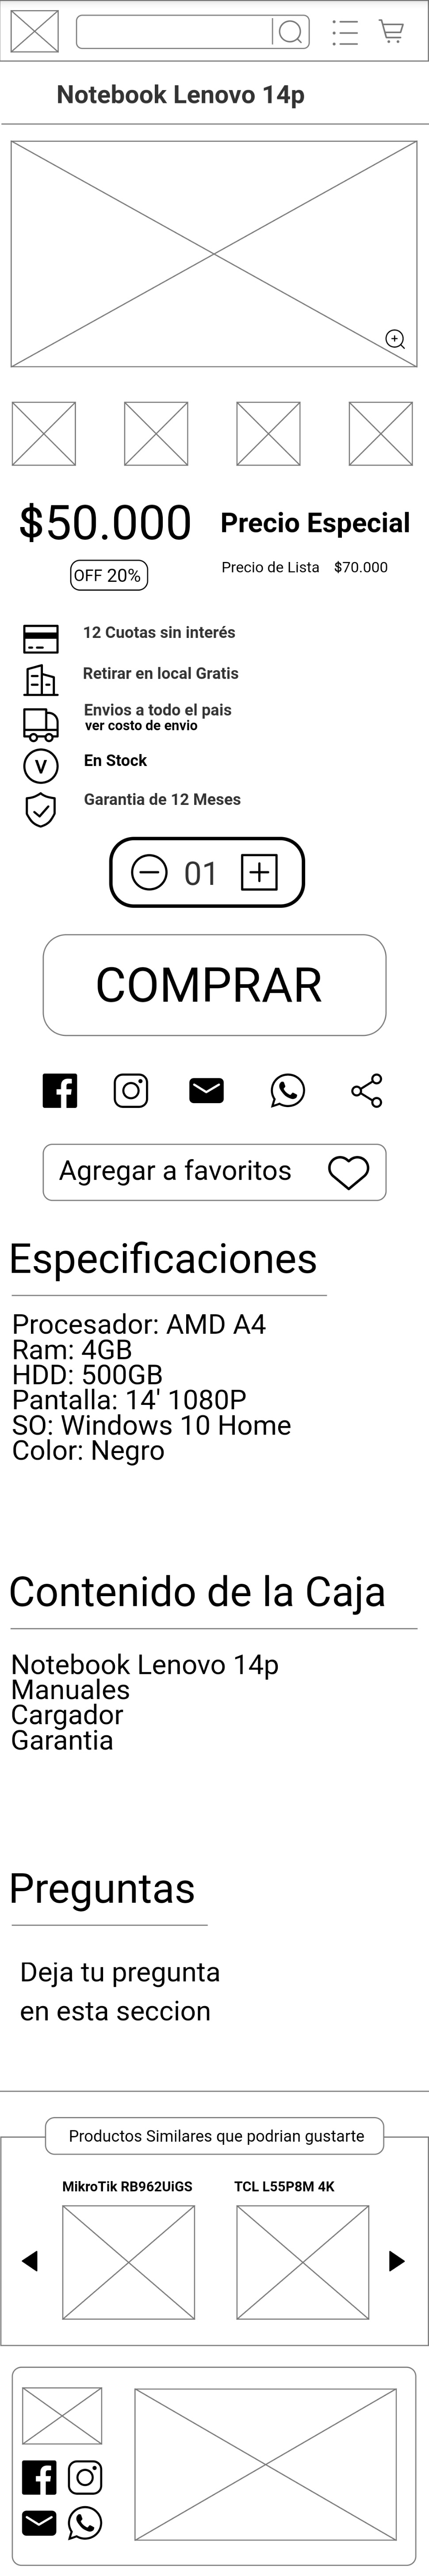 Notebook Lenovo 14p
$50.000
Precio Especial
OFF 20%
Precio de Lista $70.000
12 Cuotas sin interés
Retirar en local Gratis
Envios a todo el pais
ver costo de envio
V
En Stock
Garantia de 12 Meses
01
COMPRAR
Agregar a favoritos
Especificaciones
Procesador: AMD A4
Ram: 4GB
HDD: 500GB
Pantalla: 14' 1080P
SO: Windows 10 Home
Color: Negro
Contenido de la Caja
Notebook Lenovo 14p
Manuales
Cargador
Garantia
Preguntas
Deja tu pregunta
en esta seccion
Productos Similares que podrian gustarte
MikroTik RB962UiGS
TCL L55P8M 4K